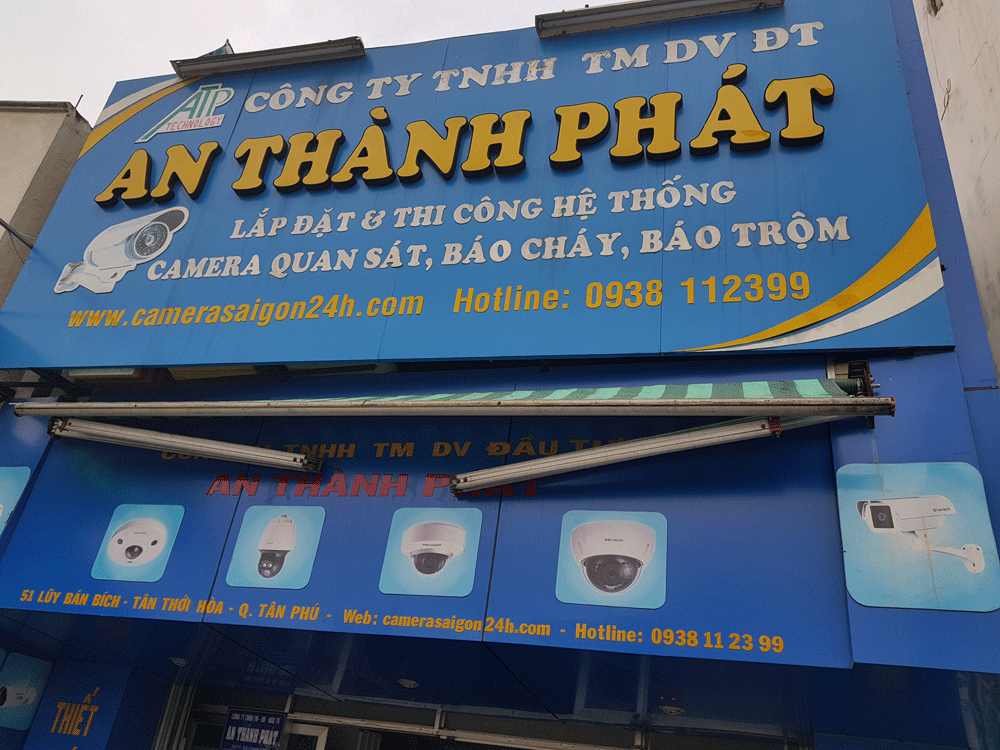 ATP
TECHNOLOGY
CÔNG TY TNHH TM DV ĐT
AN THÀNH PHÁT
LẮP ĐẶT & THI CÔNG HỆ THỐNG
CAMERA QUAN SÁT, BÁO CHÁY, BÁO TRỘM
www.camerasaigon24h.com Hotline: 0938 112399
TNHH TM DV ĐẦU
AN THÀNH PHÁT
51 LŨY BÁN BÍCH - TÂN THỚI HÒA - Q. TÂN PHÚ - Web: camerasaigon24h.com - Hotline: 0938 11 23 99
THIẾT
AN THÀNH PHÁT